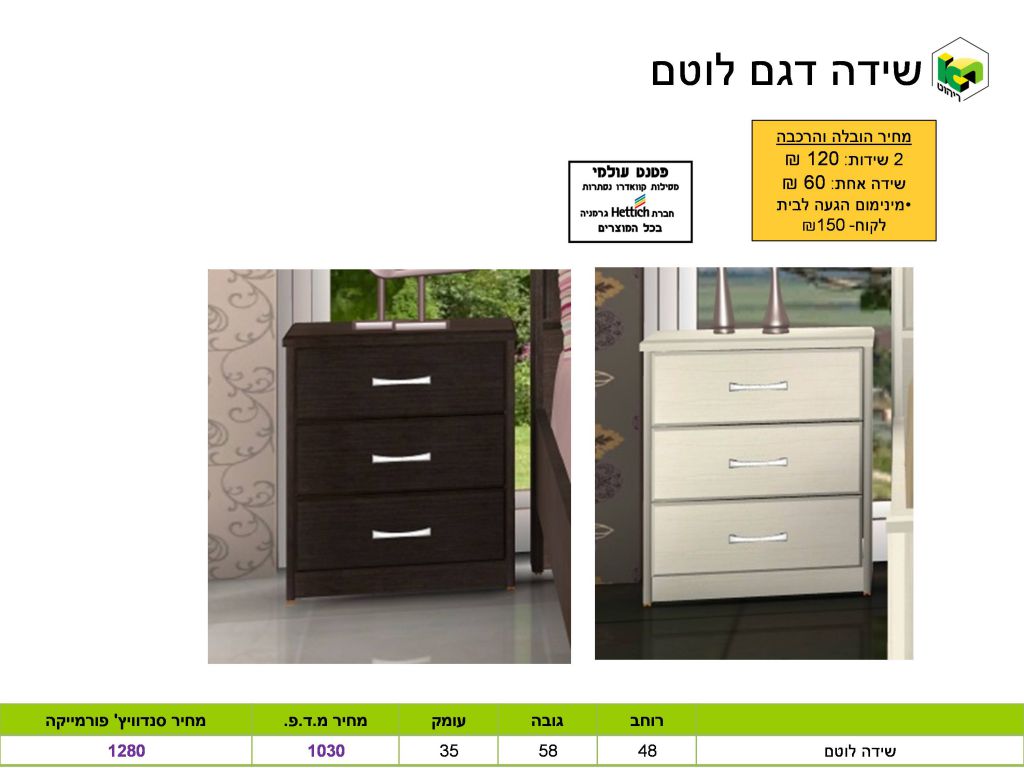 שידה דגם לוטם
ריהוט
מחיר הובלה והרכבה
2 שידות: 120 ₪
שידה אחת: 60 ₪
•מינימום הגעה לבית
לקוח- 150₪
פטנט עולמי
מסילות קוואדרו נסתרות
חברת Hettich גרמניה
בכל המוצרים
רוחב גובה עומק מחיר מ.ד.פ. מחיר סנדוויץ' פורמייקה
שידה לוטם 48 58 35 1030 1280